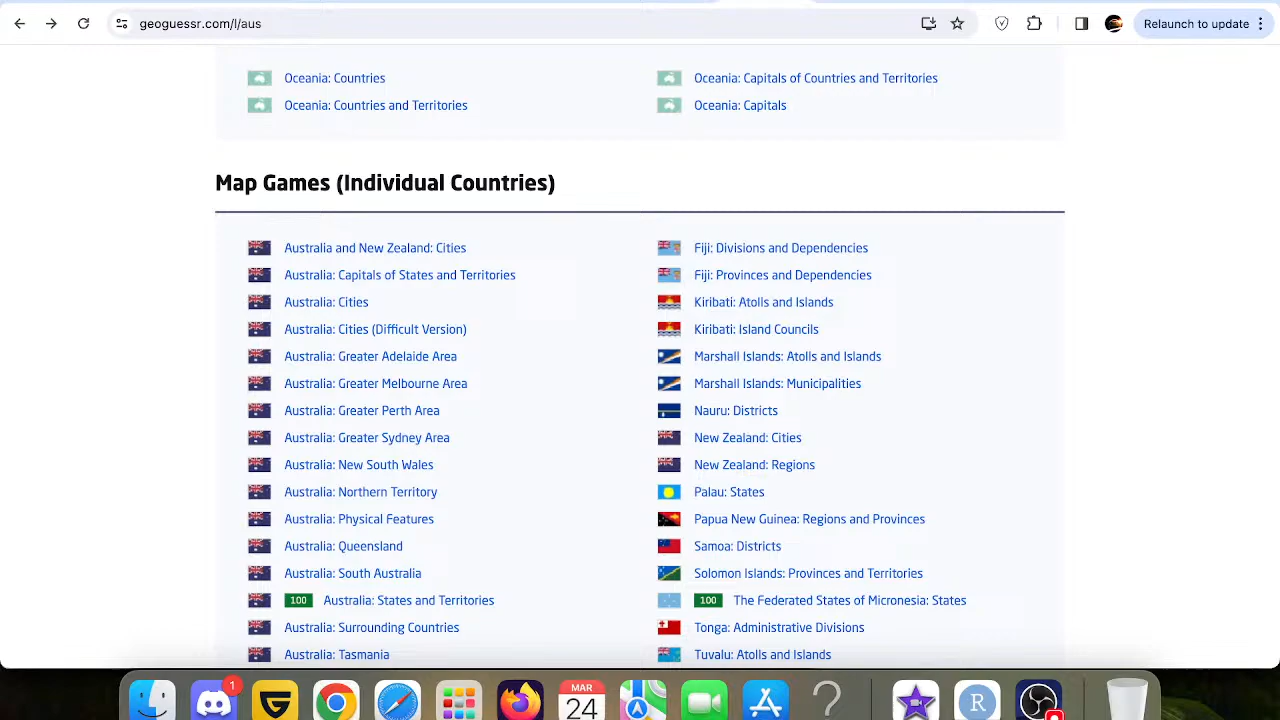 geoguessr.com/l/aus
Relaunch to update
Oceania: Countries
Oceania: Countries and Territories
Oceania: Capitals of Countries and Territories
Oceania: Capitals
Map Games (Individual Countries)
Australia and New Zealand: Cities
Australia: Capitals of States and Territories
Australia: Cities
Australia: Cities (Difficult Version)
Australia: Greater Adelaide Area
Australia: Greater Melbourne Area
Australia: Greater Perth Area
Australia: Greater Sydney Area
Australia: New South Wales
Australia: Northern Territory
Australia: Physical Features
Australia: Queensland
Australia: South Australia
100 Australia: States and Territories
Australia: Surrounding Countries
Australia: Tasmania
Fiji: Divisions and Dependencies
Fiji: Provinces and Dependencies
Kiribati: Atolls and Islands
Kiribati: Island Councils
Marshall Islands: Atolls and Islands
Marshall Islands: Municipalities
Nauru: Districts
New Zealand: Cities
New Zealand: Regions
Palau: States
Papua New Guinea: Regions and Provinces
Samoa: Districts
Solomon Islands: Provinces and Territories
100 The Federated States of Micronesia: States
Tonga: Administrative Divisions
Tuvalu: Atolls and Islands
1
MAR
24
?
R